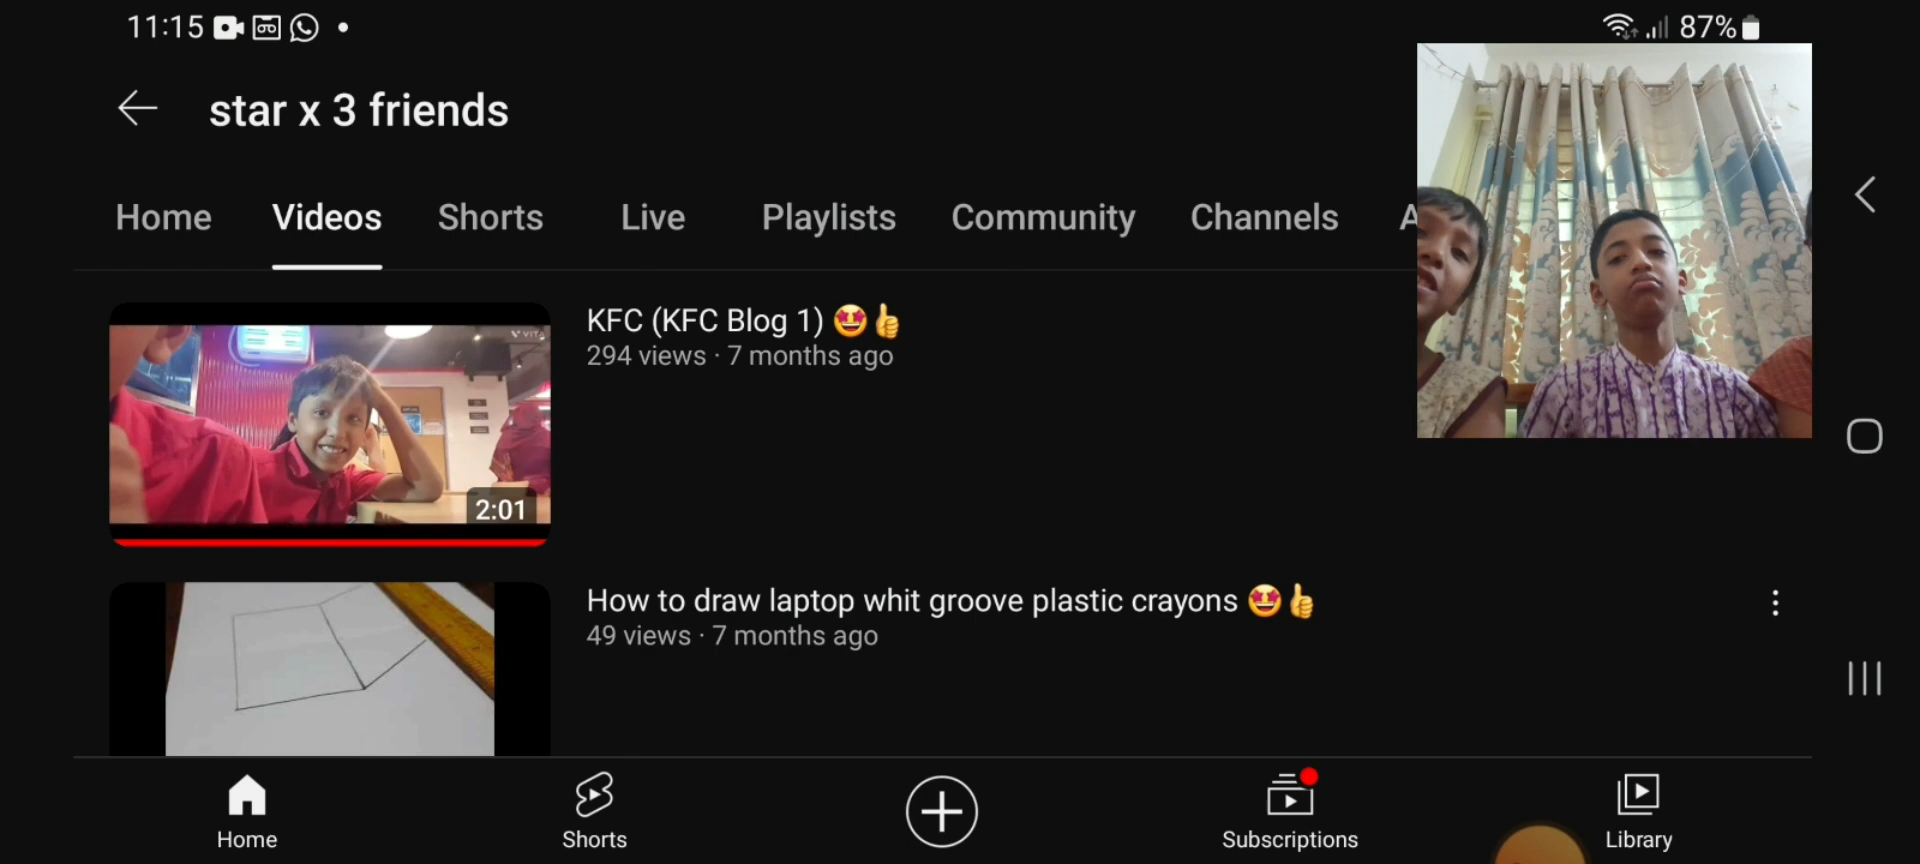 11:15
87%
star x 3 friends
Home Videos Shorts Live Playlists Community Channels A
VITA
KFC (KFC Blog 1) 🤩👍
294 views · 7 months ago
2:01
How to draw laptop whit groove plastic crayons 🤩👍
49 views · 7 months ago
Home Shorts Subscriptions Library